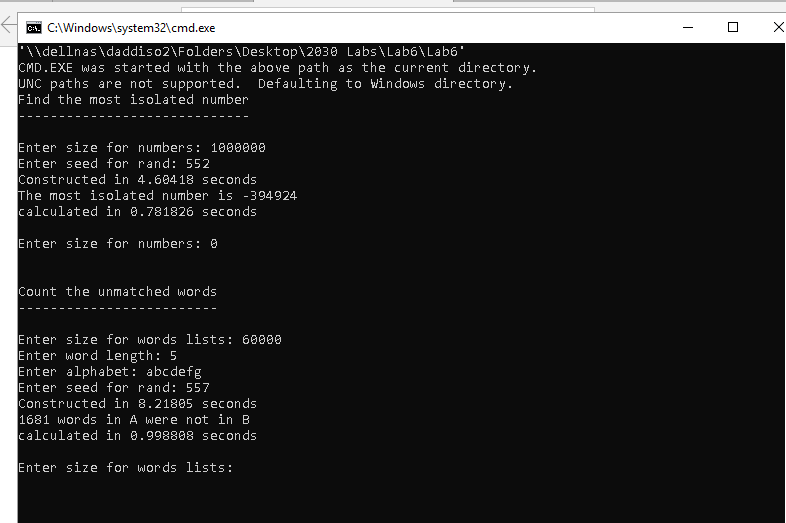 C:\Windows\system32\cmd.exe
'\\dellnas\daddiso2\Folders\Desktop\2030 Labs\Lab6\Lab6'
CMD.EXE was started with the above path as the current directory.
UNC paths are not supported.  Defaulting to Windows directory.
Find the most isolated number
-----------------------------
Enter size for numbers: 1000000
Enter seed for rand: 552
Constructed in 4.60418 seconds
The most isolated number is -394924
calculated in 0.781826 seconds
Enter size for numbers: 0
Count the unmatched words
-------------------------
Enter size for words lists: 60000
Enter word length: 5
Enter alphabet: abcdefg
Enter seed for rand: 557
Constructed in 8.21805 seconds
1681 words in A were not in B
calculated in 0.998808 seconds
Enter size for words lists: